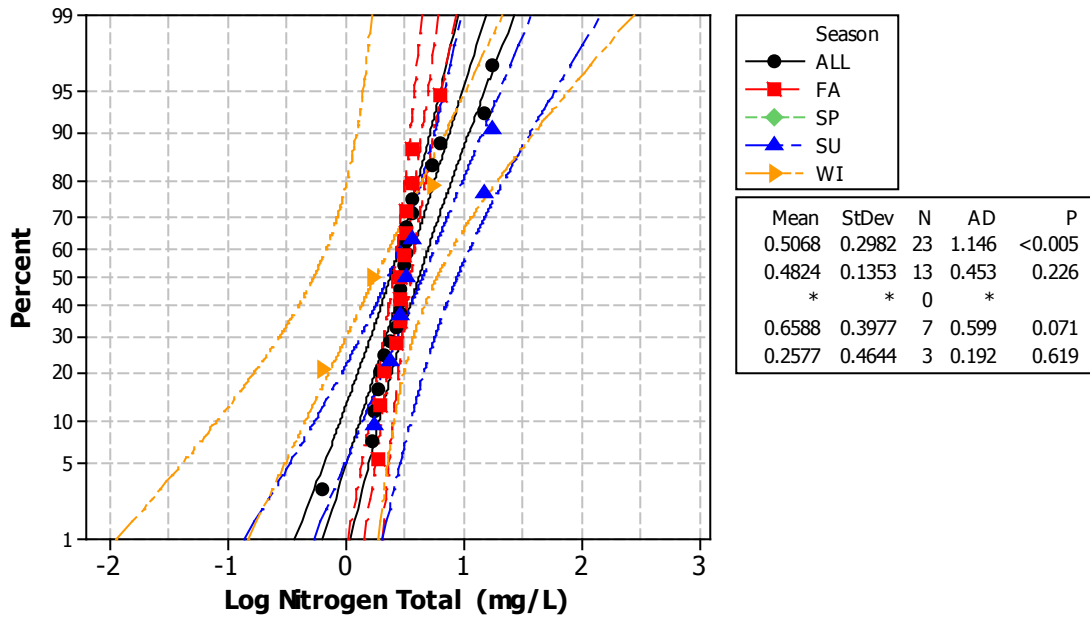 99
95
90
80
70
60
50
40
30
20
10
5
1
Percent
-2 -1 0 1 2 3
Log Nitrogen Total (mg/L)
Season
ALL
FA
SP
SU
WI
Mean StDev N AD P
0.5068 0.2982 23 1.146 <0.005
0.4824 0.1353 13 0.453 0.226
* * 0 *
0.6588 0.3977 7 0.599 0.071
0.2577 0.4644 3 0.192 0.619